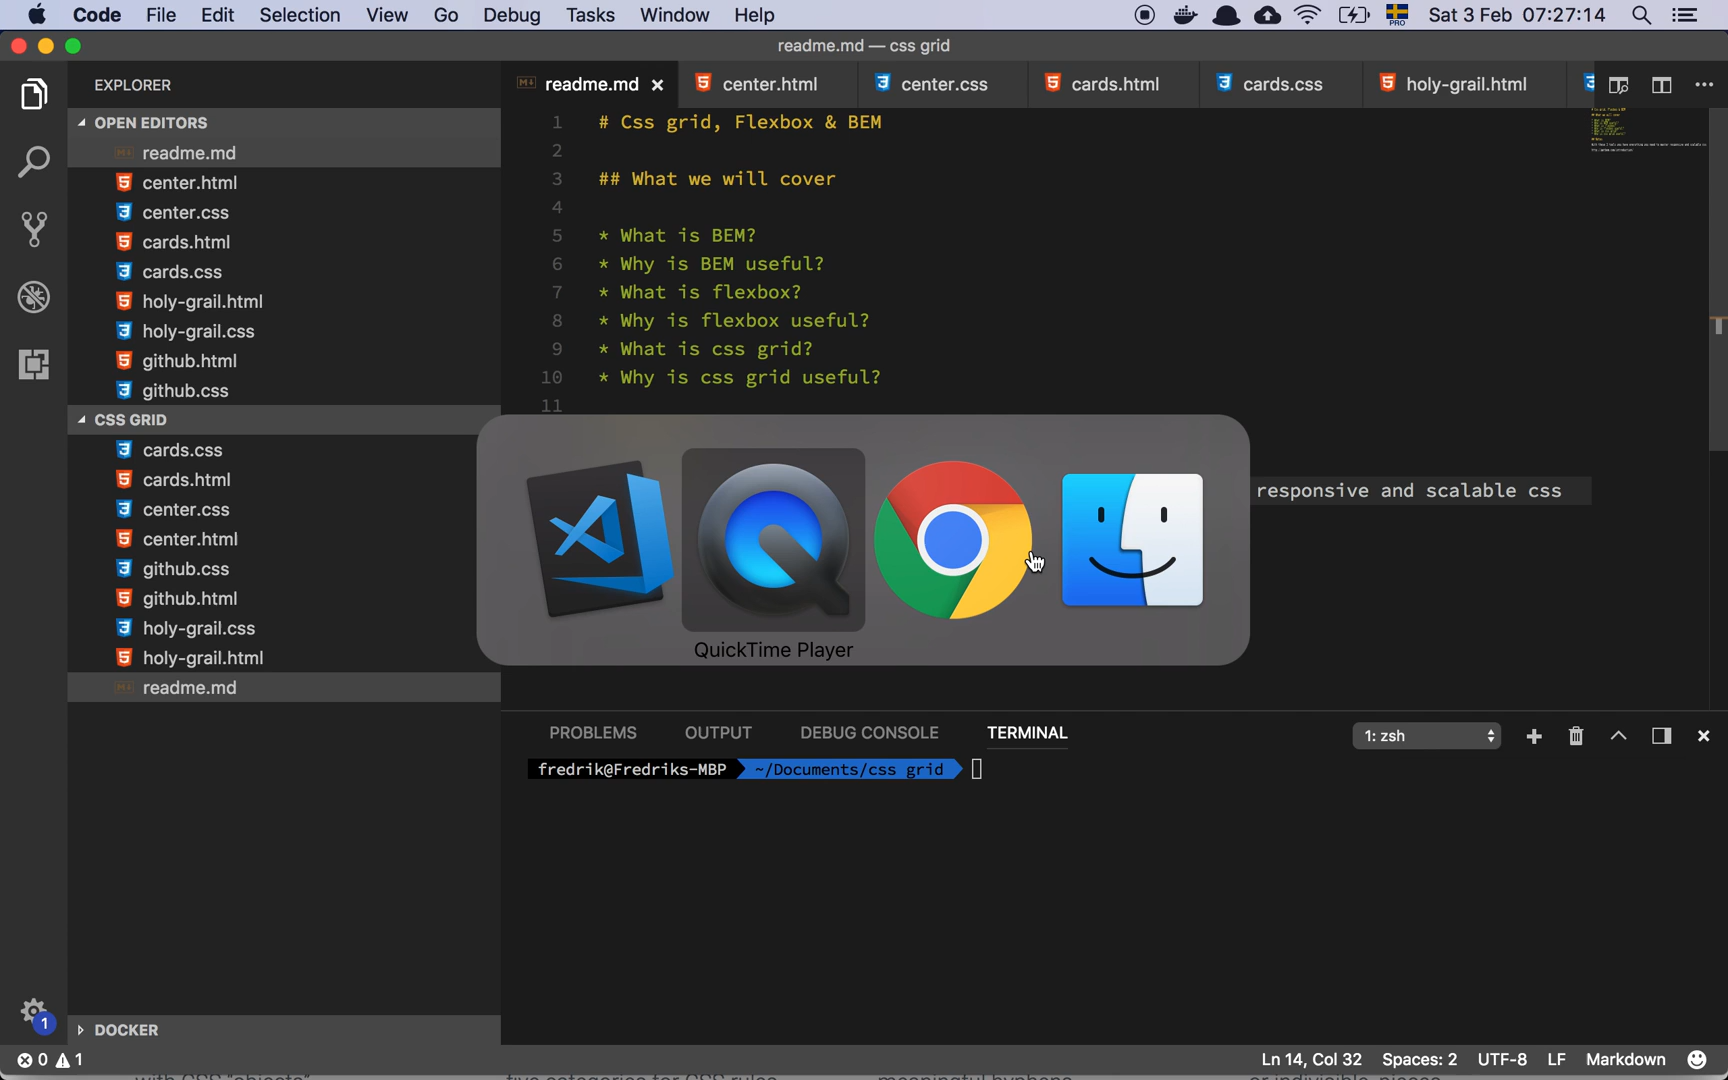 Code File Edit Selection View Go Debug Tasks Window Help PRO Sat 3 Feb 07:27:14
readme.md — css grid
EXPLORER
readme.md center.html center.css cards.html cards.css holy-grail.html
OPEN EDITORS
readme.md
center.html
center.css
cards.html
cards.css
holy-grail.html
holy-grail.css
github.html
github.css
CSS GRID
cards.css
cards.html
center.css
center.html
github.css
github.html
holy-grail.css
holy-grail.html
readme.md
DOCKER
1 # Css grid, Flexbox & BEM
2
3 ## What we will cover
4
5 * What is BEM?
6 * Why is BEM useful?
7 * What is flexbox?
8 * Why is flexbox useful?
9 * What is css grid?
10 * Why is css grid useful?
11
responsive and scalable css
QuickTime Player
PROBLEMS OUTPUT DEBUG CONSOLE TERMINAL 1: zsh
fredrik@Fredriks-MBP ~/Documents/css grid
1
0 1 Ln 14, Col 32 Spaces: 2 UTF-8 LF Markdown